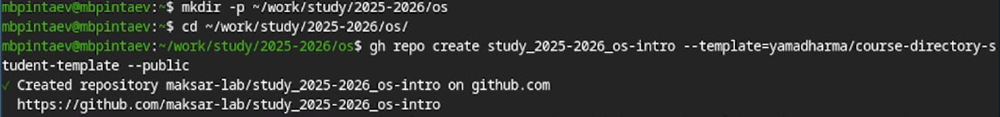 mbpintaev@mbpintaev:~$ mkdir -p ~/work/study/2025-2026/os
mbpintaev@mbpintaev:~$ cd ~/work/study/2025-2026/os/
mbpintaev@mbpintaev:~/work/study/2025-2026/os$ gh repo create study_2025-2026_os-intro --template=yamadharma/course-directory-s
tudent-template --public
✓ Created repository maksar-lab/study_2025-2026_os-intro on github.com
https://github.com/maksar-lab/study_2025-2026_os-intro